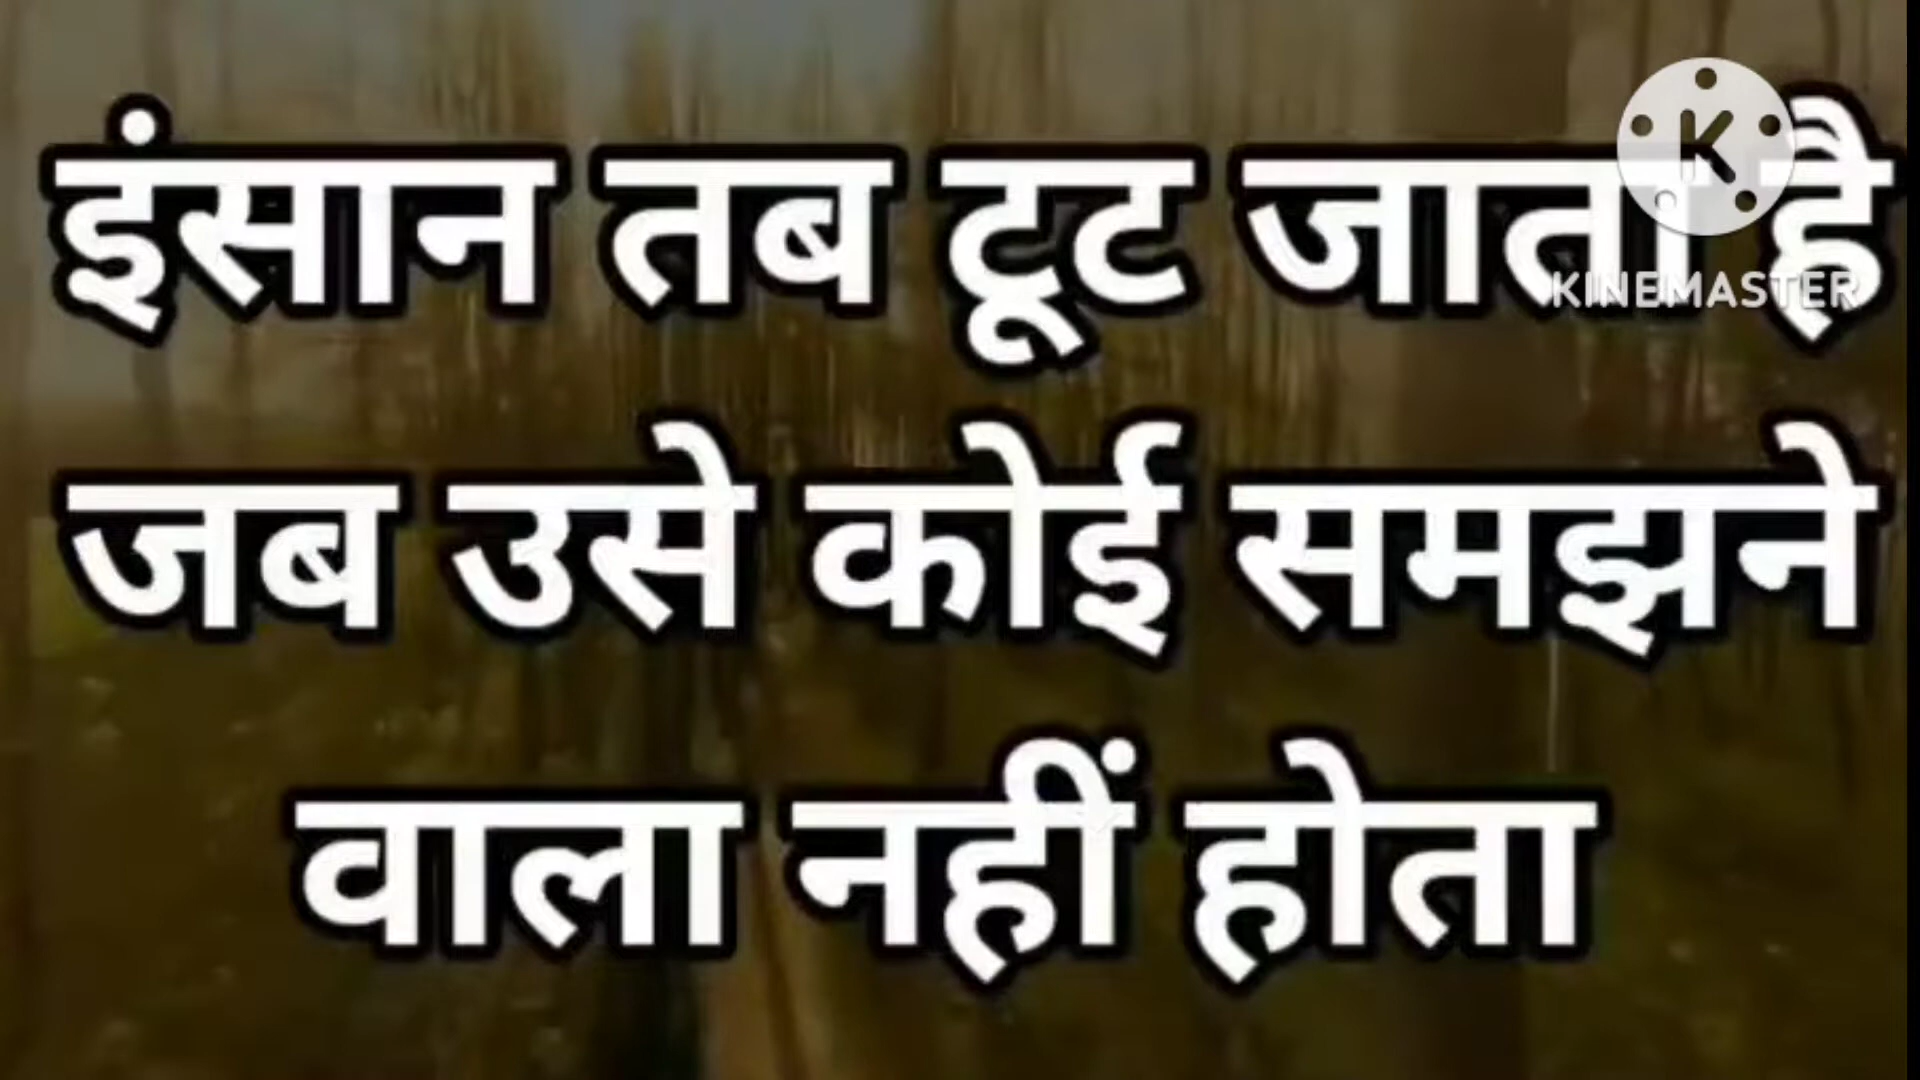 इंसान तब टूट जाता है
KINEMASTER
जब उसे कोई समझने
वाला नहीं होता